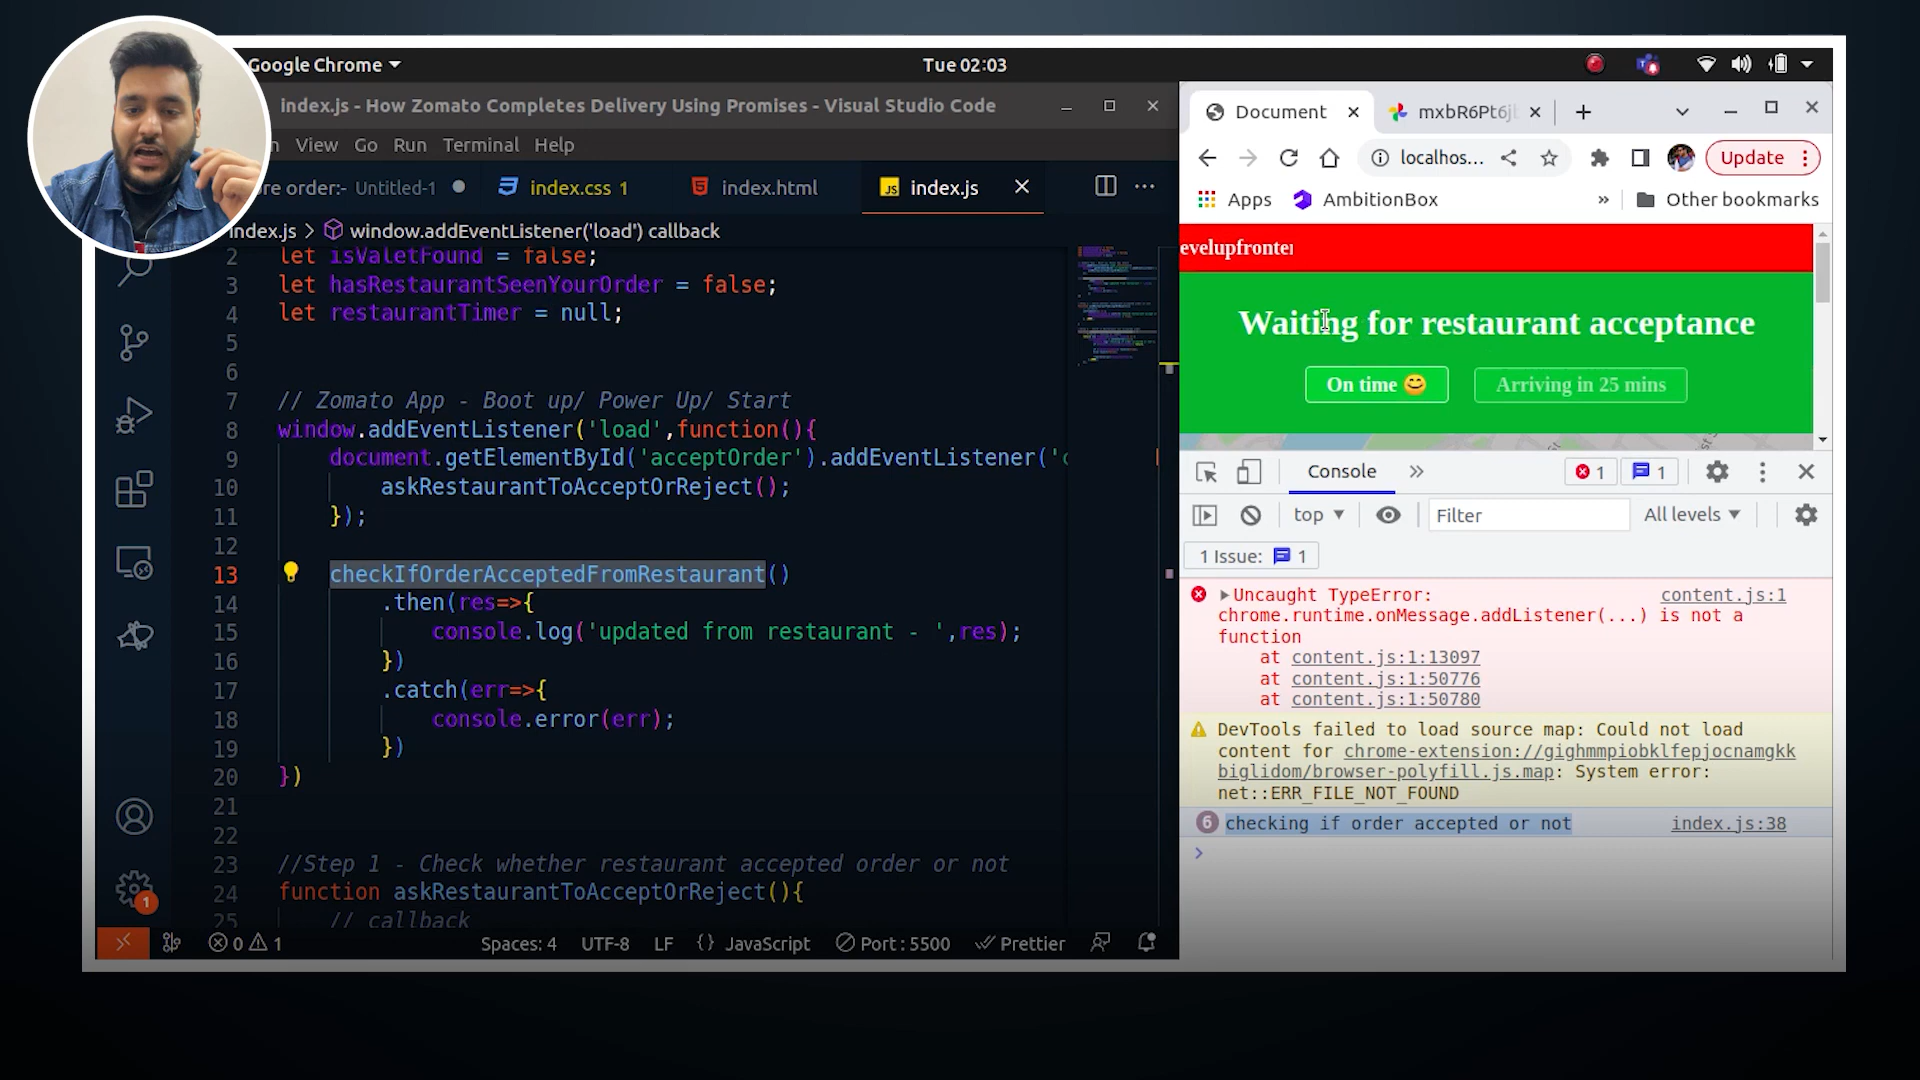 Google Chrome
Tue 02:03
index.js - How Zomato Completes Delivery Using Promises - Visual Studio Code
View Go Run Terminal Help
re order:- Untitled-1
index.css 1
index.html
JS index.js
index.js > window.addEventListener('load') callback
2 let isValetFound = false;
3 let hasRestaurantSeenYourOrder = false;
4 let restaurantTimer = null;
5
6
7 // Zomato App - Boot up/ Power Up/ Start
8 window.addEventListener('load',function(){
9 document.getElementById('acceptOrder').addEventListener('c
10 askRestaurantToAcceptOrReject();
11 });
12
13 checkIfOrderAcceptedFromRestaurant()
14 .then(res=>{
15 console.log('updated from restaurant - ',res);
16 })
17 .catch(err=>{
18 console.error(err);
19 })
20 })
21
22
23 //Step 1 - Check whether restaurant accepted order or not
24 function askRestaurantToAcceptOrReject(){
25 // callback
1
0 1
Spaces: 4 UTF-8 LF {} JavaScript Port : 5500 Prettier
Document
mxbR6Pt6jl
localhos...
Update
Apps AmbitionBox » Other bookmarks
evelupfronter
Waiting for restaurant acceptance
On time 😊
Arriving in 25 mins
Console » 1 1
top Filter All levels
1 Issue: 1
Uncaught TypeError: content.js:1
chrome.runtime.onMessage.addListener(...) is not a
function
at content.js:1:13097
at content.js:1:50776
at content.js:1:50780
DevTools failed to load source map: Could not load
content for chrome-extension://gighmmpiobklfepjocnamgkk
biglidom/browser-polyfill.js.map: System error:
net::ERR_FILE_NOT_FOUND
6 checking if order accepted or not index.js:38